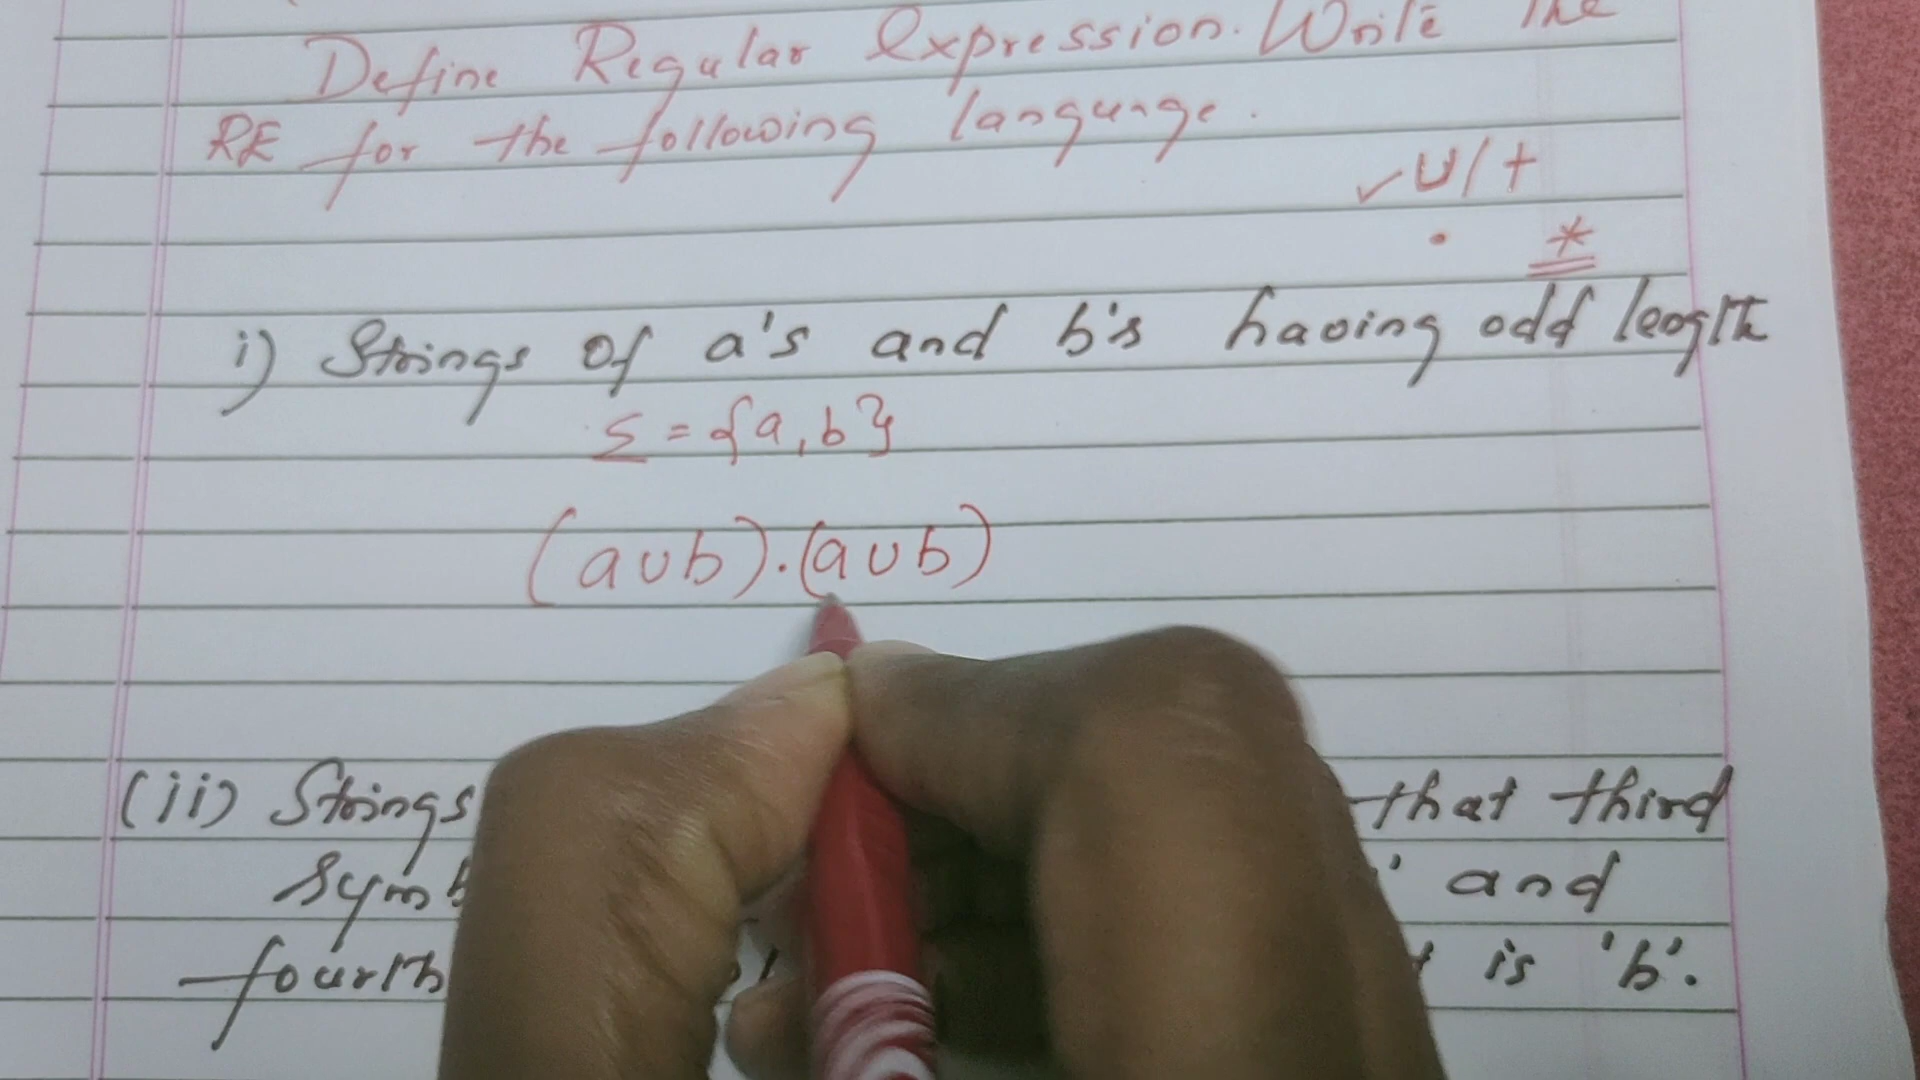 Define Regular Expression. Write The
RE for the following language.
✓ U/+
. *
i) Strings of a's and b's having odd length
Σ = {a, b}
(a∪b).(a∪b)
(ii) Strings that third
and
fourth is 'b'.